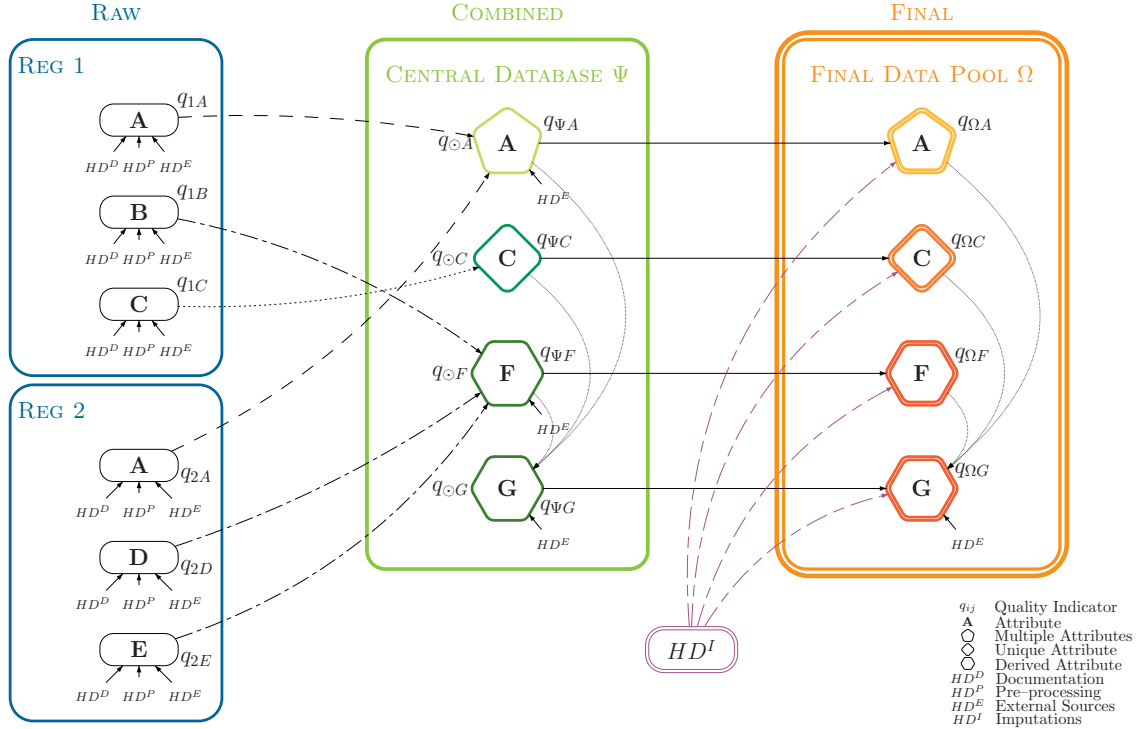 RAW
COMBINED
FINAL
REG 1
A
q1A
HD^D HD^P HD^E
B
q1B
HD^D HD^P HD^E
C
q1C
HD^D HD^P HD^E
REG 2
A
q2A
HD^D HD^P HD^E
D
q2D
HD^D HD^P HD^E
E
q2E
HD^D HD^P HD^E
CENTRAL DATABASE Ψ
q⊙A
A
qΨA
HD^E
q⊙C
C
qΨC
q⊙F
F
qΨF
HD^E
q⊙G
G
qΨG
HD^E
FINAL DATA POOL Ω
A
qΩA
C
qΩC
F
qΩF
G
qΩG
HD^E
HD^I
qij Quality Indicator
A Attribute
Multiple Attributes
Unique Attribute
Derived Attribute
HD^D Documentation
HD^P Pre–processing
HD^E External Sources
HD^I Imputations